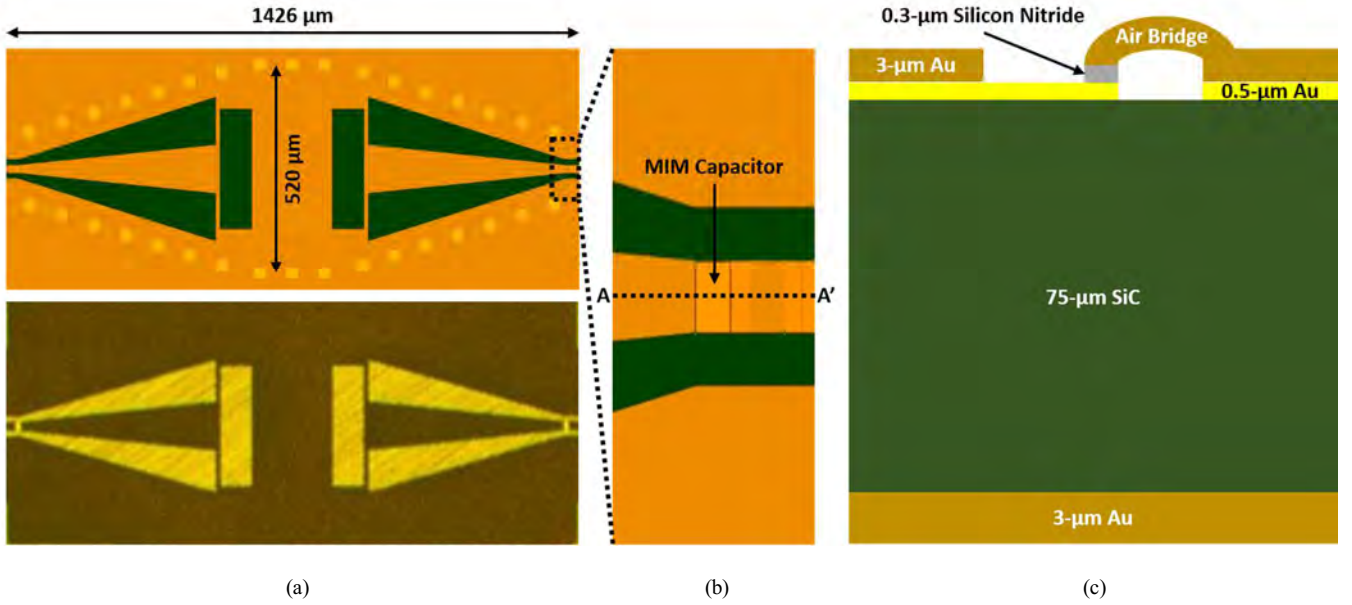 1426 µm
520 µm
MIM Capacitor
A
A'
0.3-µm Silicon Nitride
Air Bridge
3-µm Au
0.5-µm Au
75-µm SiC
3-µm Au
(a)
(b)
(c)